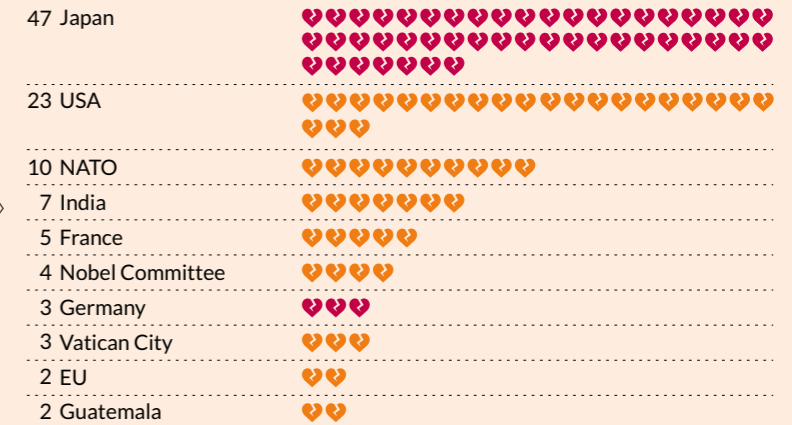 47 Japan
23 USA
10 NATO
7 India
5 France
4 Nobel Committee
3 Germany
3 Vatican City
2 EU
2 Guatemala